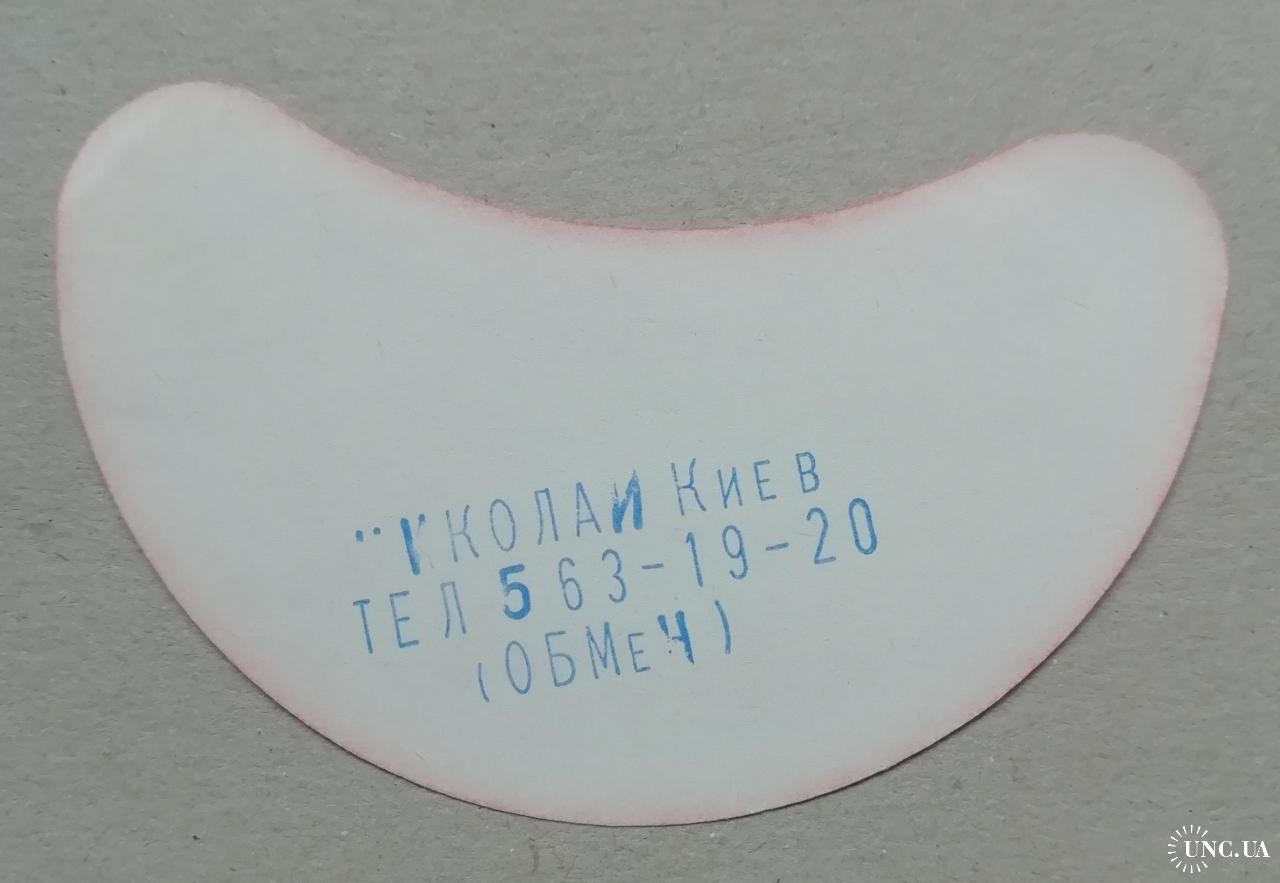 КОЛАИ КИЕВ
ТЕЛ 563-19-20
(ОБМЕЧ)
UNC.UA